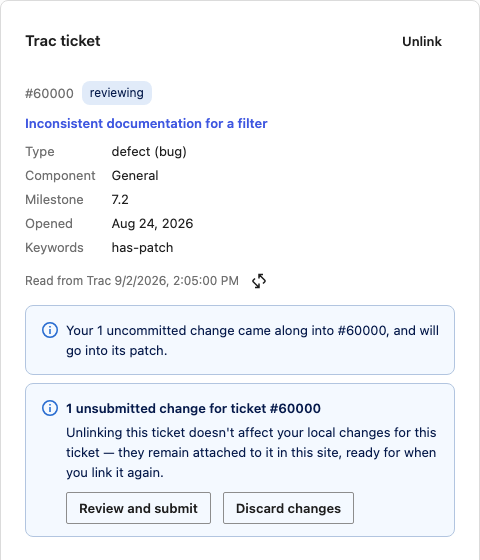 Trac ticket
Unlink
#60000 reviewing
Inconsistent documentation for a filter
Type defect (bug)
Component General
Milestone 7.2
Opened Aug 24, 2026
Keywords has-patch
Read from Trac 9/2/2026, 2:05:00 PM
Your 1 uncommitted change came along into #60000, and will
go into its patch.
1 unsubmitted change for ticket #60000
Unlinking this ticket doesn't affect your local changes for this
ticket — they remain attached to it in this site, ready for when
you link it again.
Review and submit Discard changes